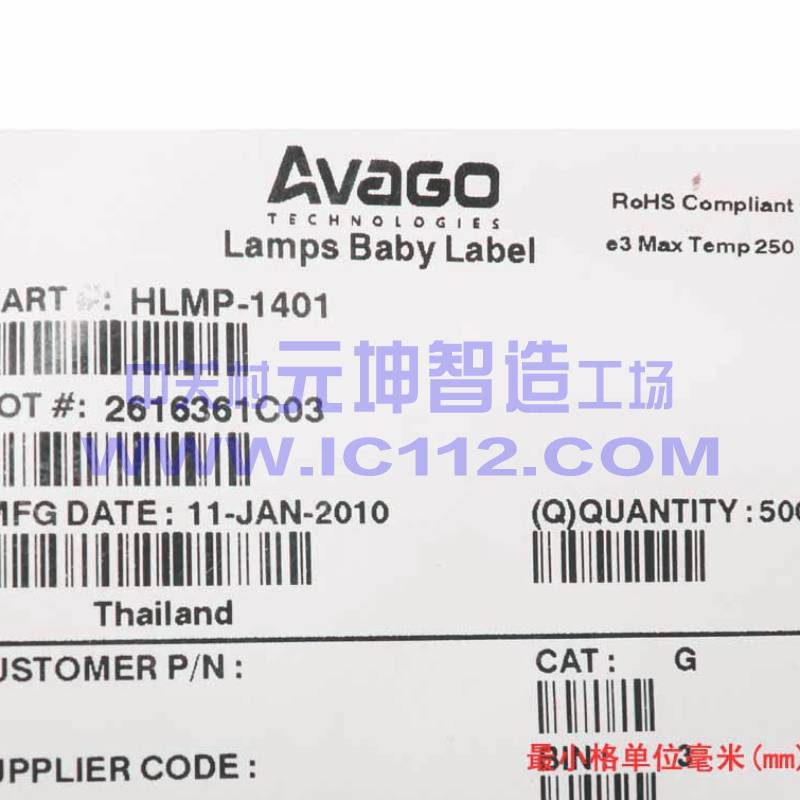 AVAGO
TECHNOLOGIES
Lamps Baby Label
RoHS Compliant
e3 Max Temp 250
ART #: HLMP-1401
中关村元坤智造工场
OT #: 2616361C03
WWW.IC112.COM
MFG DATE: 11-JAN-2010
(Q)QUANTITY: 500
Thailand
USTOMER P/N:
CAT: G
UPPLIER CODE:
BIN: 3
最小格单位毫米(mm)